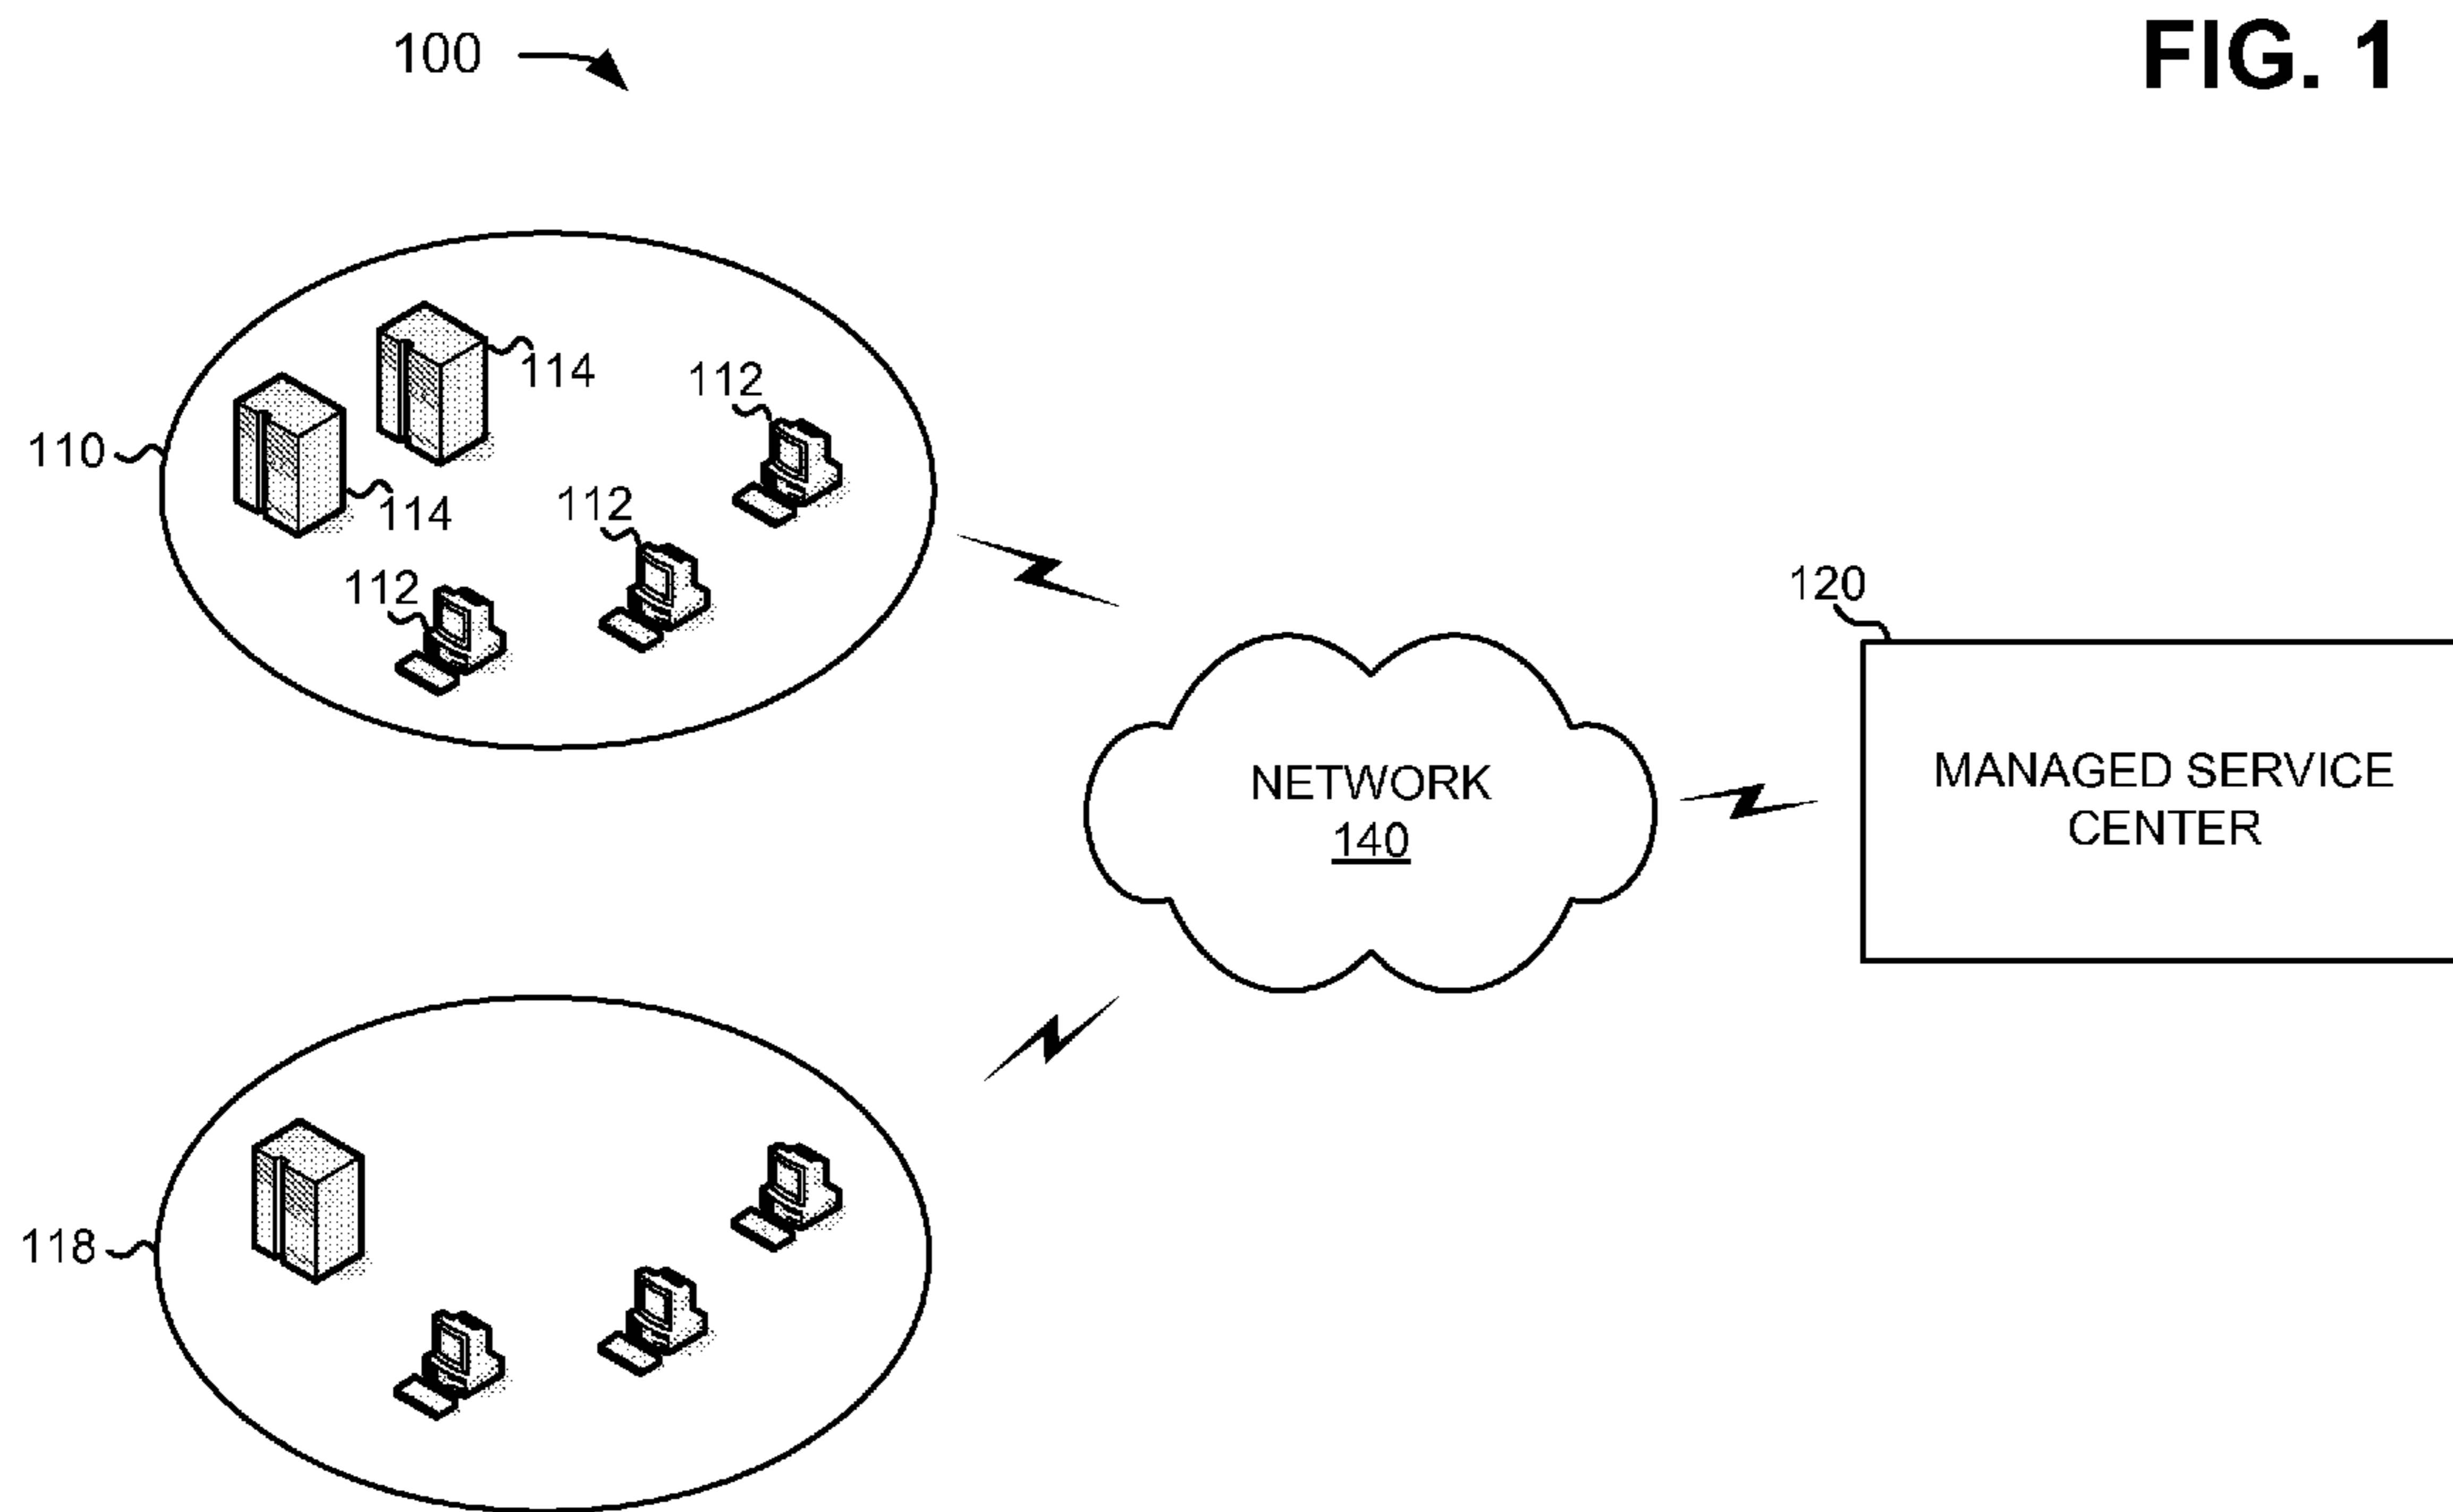 100
FIG. 1
114
112
110
114
112
112
120
NETWORK
140
MANAGED SERVICE
CENTER
118